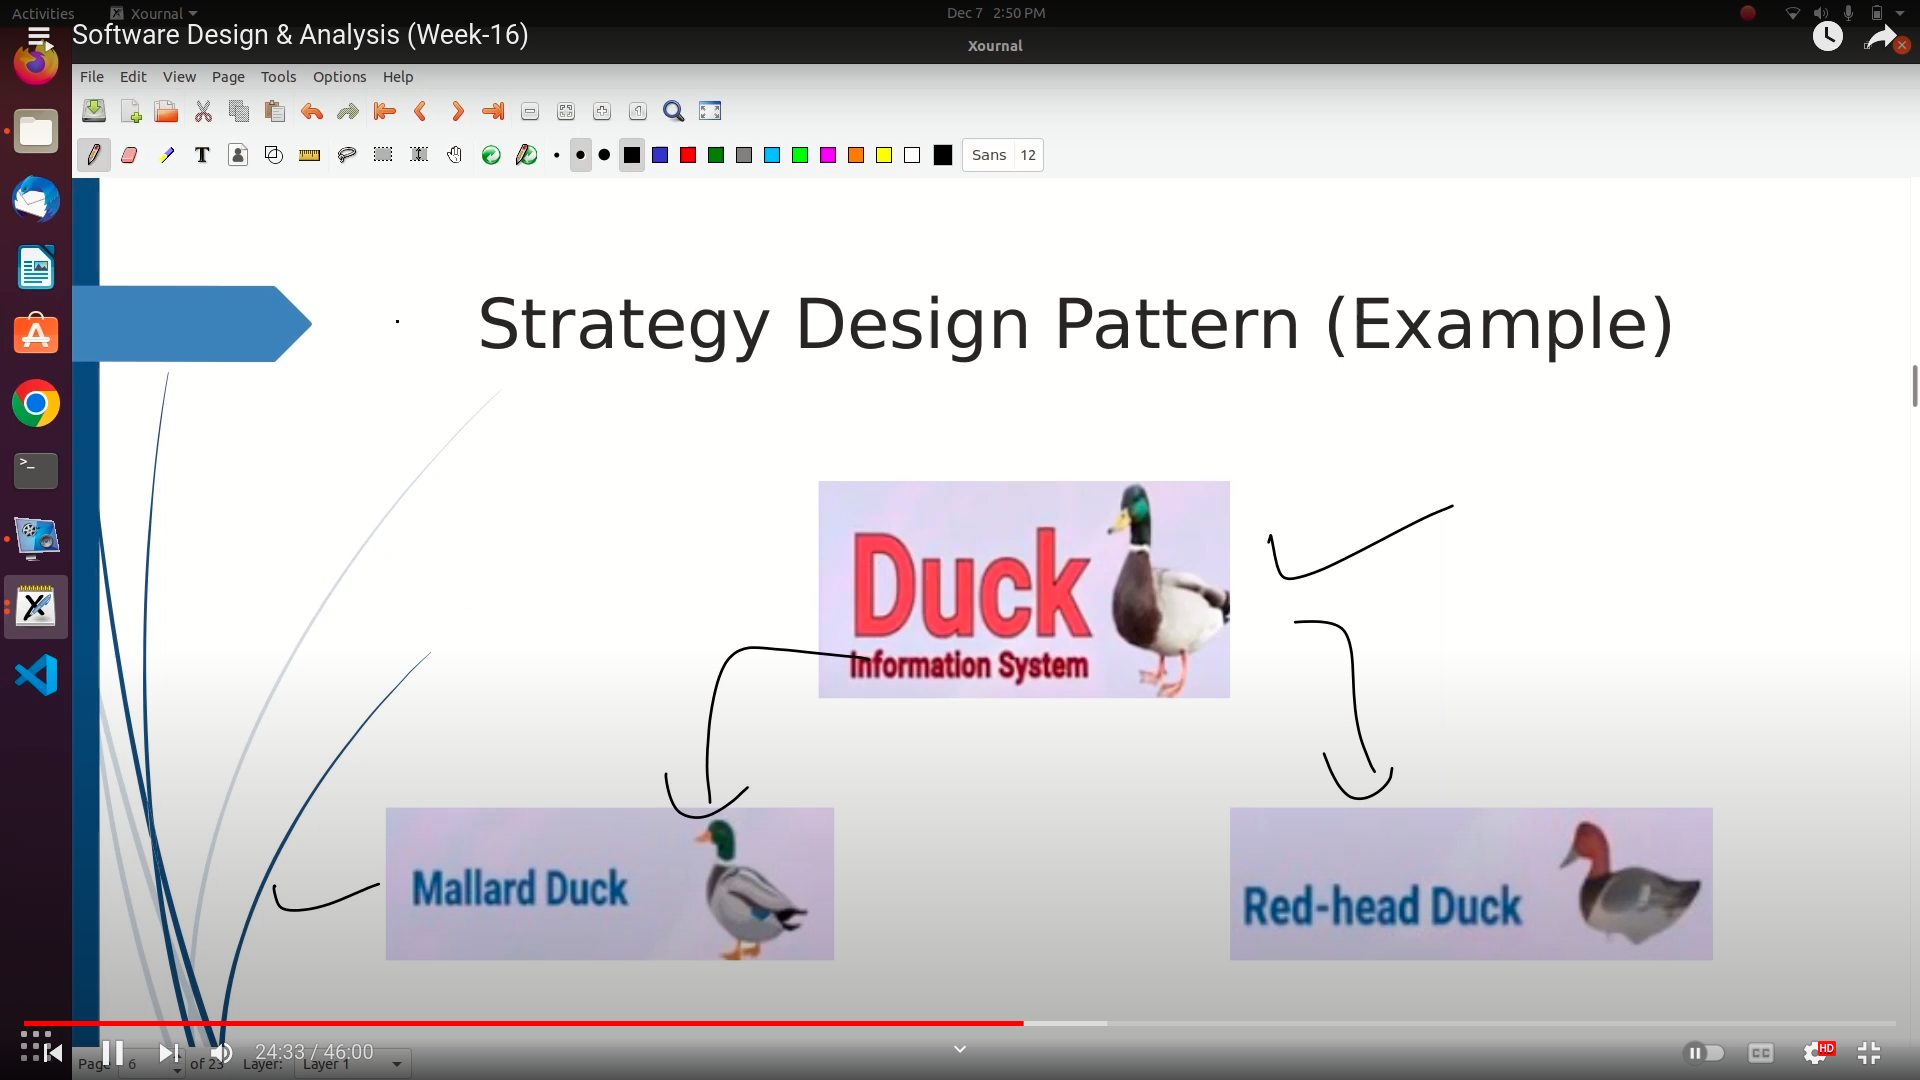 Activities Xournal Dec 7 2:50 PM
Software Design & Analysis (Week-16)
Xournal
File Edit View Page Tools Options Help
Sans 12
Strategy Design Pattern (Example)
Duck
Information System
Mallard Duck
Red-head Duck
24:33 / 46:00
CC
HD
Page 6 of 23 Layer: Layer 1